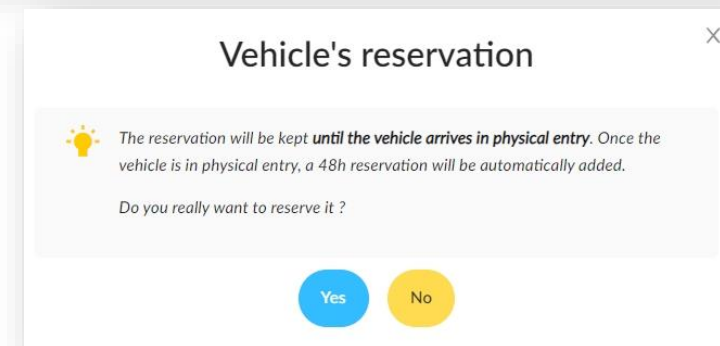 X
Vehicle's reservation
The reservation will be kept until the vehicle arrives in physical entry. Once the
vehicle is in physical entry, a 48h reservation will be automatically added.
Do you really want to reserve it ?
Yes
No